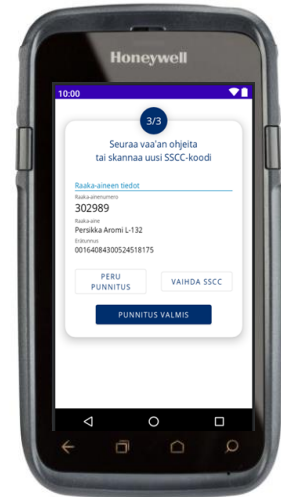 Honeywell
10:00
3/3
Seuraa vaa'an ohjeita
tai skannaa uusi SSCC-koodi
Raaka-aineen tiedot
Raaka-ainenumero
302989
Raaka-aine
Persikka Aromi L-132
Erätunnus
00164084300524518175
PERU
PUNNITUS
VAIHDA SSCC
PUNNITUS VALMIS